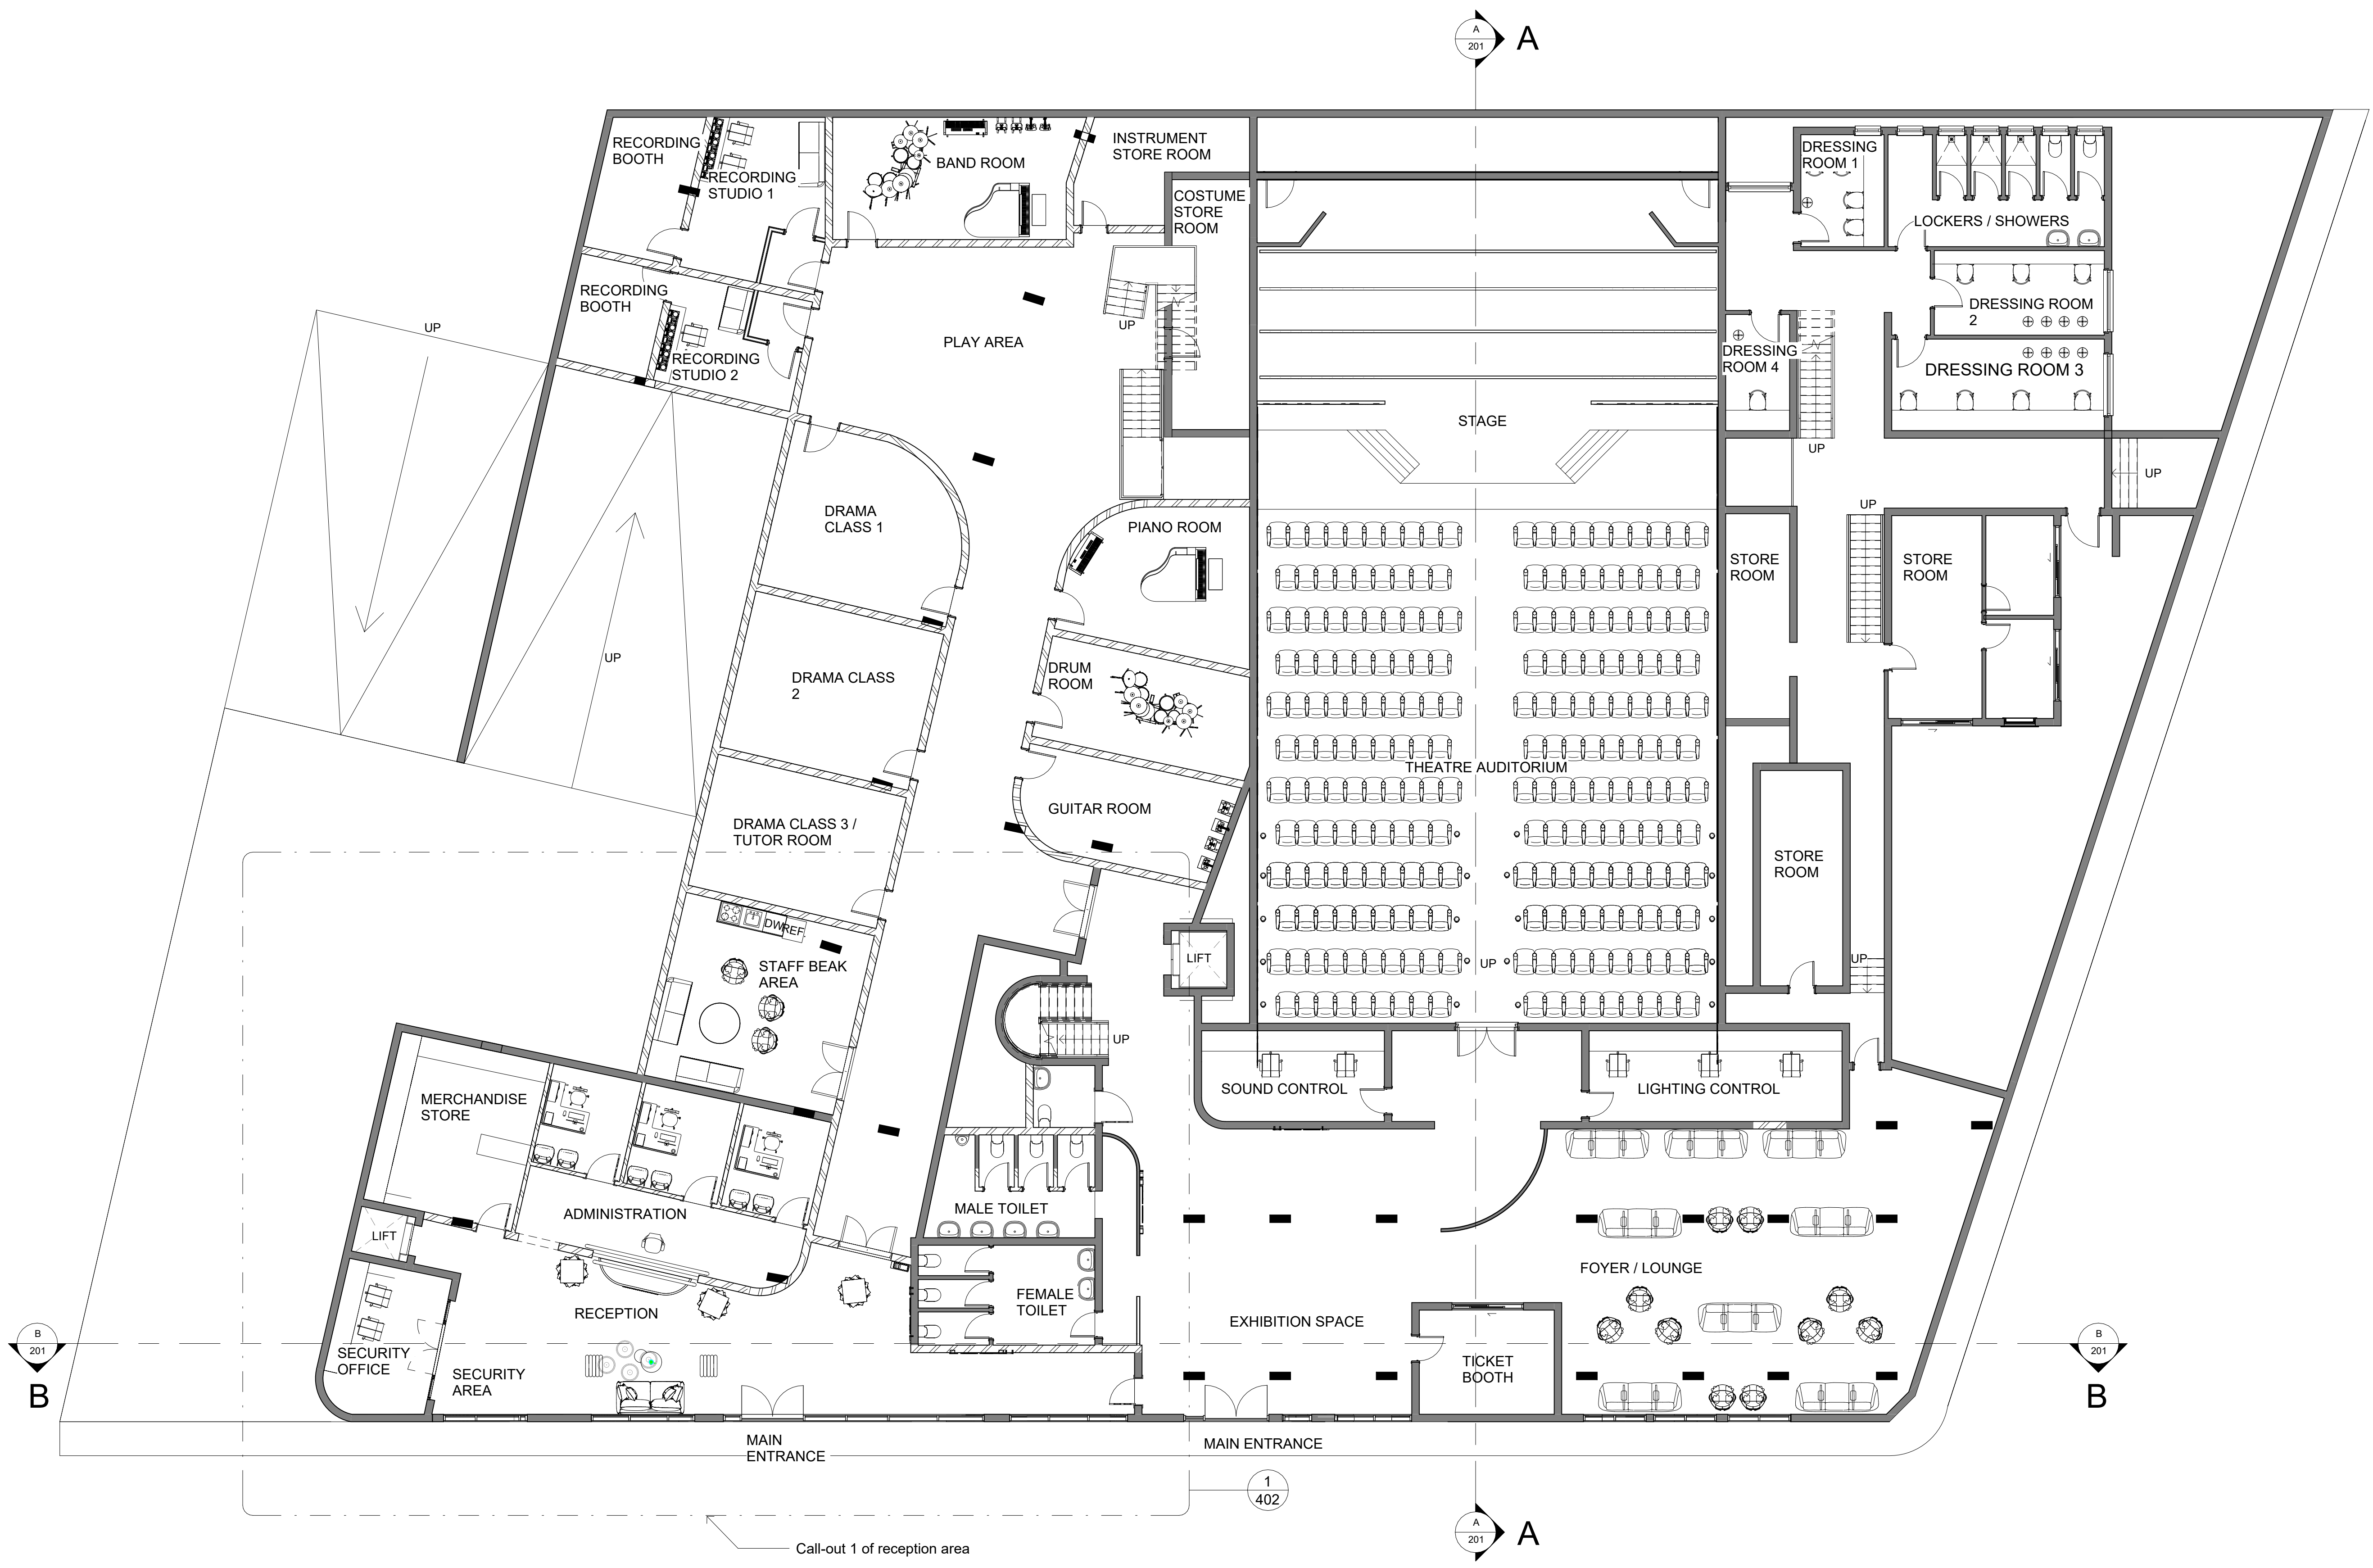 A
201
A
RECORDING
BOOTH
RECORDING
STUDIO 1
BAND ROOM
INSTRUMENT
STORE ROOM
COSTUME
STORE
ROOM
DRESSING
ROOM 1
LOCKERS / SHOWERS
RECORDING
BOOTH
RECORDING
STUDIO 2
UP
PLAY AREA
UP
DRESSING ROOM
2
DRESSING
ROOM 4
DRESSING ROOM 3
STAGE
UP
UP
UP
DRAMA
CLASS 1
PIANO ROOM
STORE
ROOM
STORE
ROOM
UP
DRAMA CLASS
2
DRUM
ROOM
THEATRE AUDITORIUM
GUITAR ROOM
DRAMA CLASS 3 /
TUTOR ROOM
STORE
ROOM
DW
REF.
STAFF BEAK
AREA
LIFT
UP
UP
UP
SOUND CONTROL
LIGHTING CONTROL
MERCHANDISE
STORE
MALE TOILET
ADMINISTRATION
LIFT
FOYER / LOUNGE
FEMALE
TOILET
RECEPTION
EXHIBITION SPACE
B
201
B
SECURITY
OFFICE
SECURITY
AREA
TICKET
BOOTH
B
201
B
MAIN
ENTRANCE
MAIN ENTRANCE
1
402
A
201
A
Call-out 1 of reception area